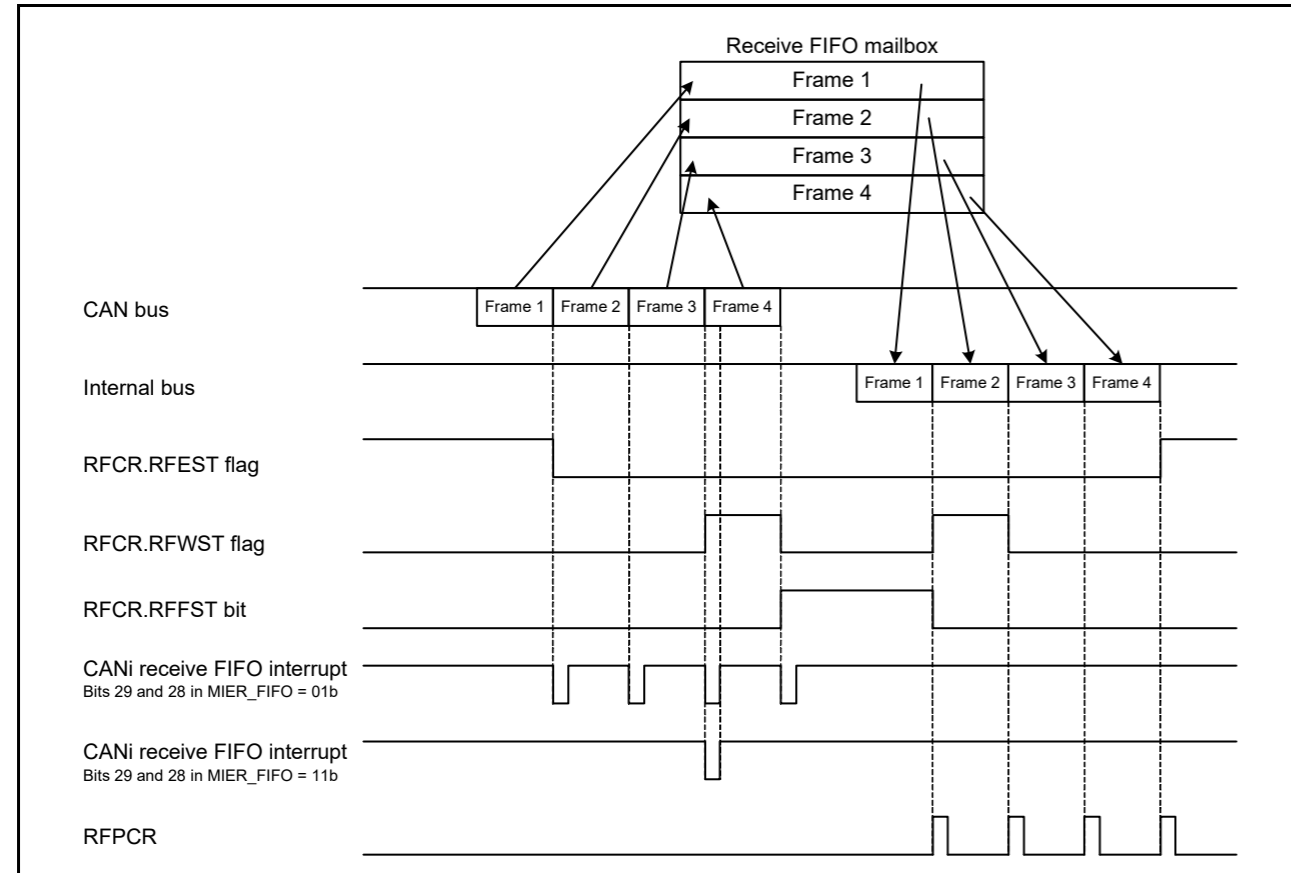 Receive FIFO mailbox
Frame 1
Frame 2
Frame 3
Frame 4
CAN bus
Frame 1 Frame 2 Frame 3 Frame 4
Internal bus
Frame 1 Frame 2 Frame 3 Frame 4
RFCR.RFEST flag
RFCR.RFWST flag
RFCR.RFFST bit
CANi receive FIFO interrupt
Bits 29 and 28 in MIER_FIFO = 01b
CANi receive FIFO interrupt
Bits 29 and 28 in MIER_FIFO = 11b
RFPCR